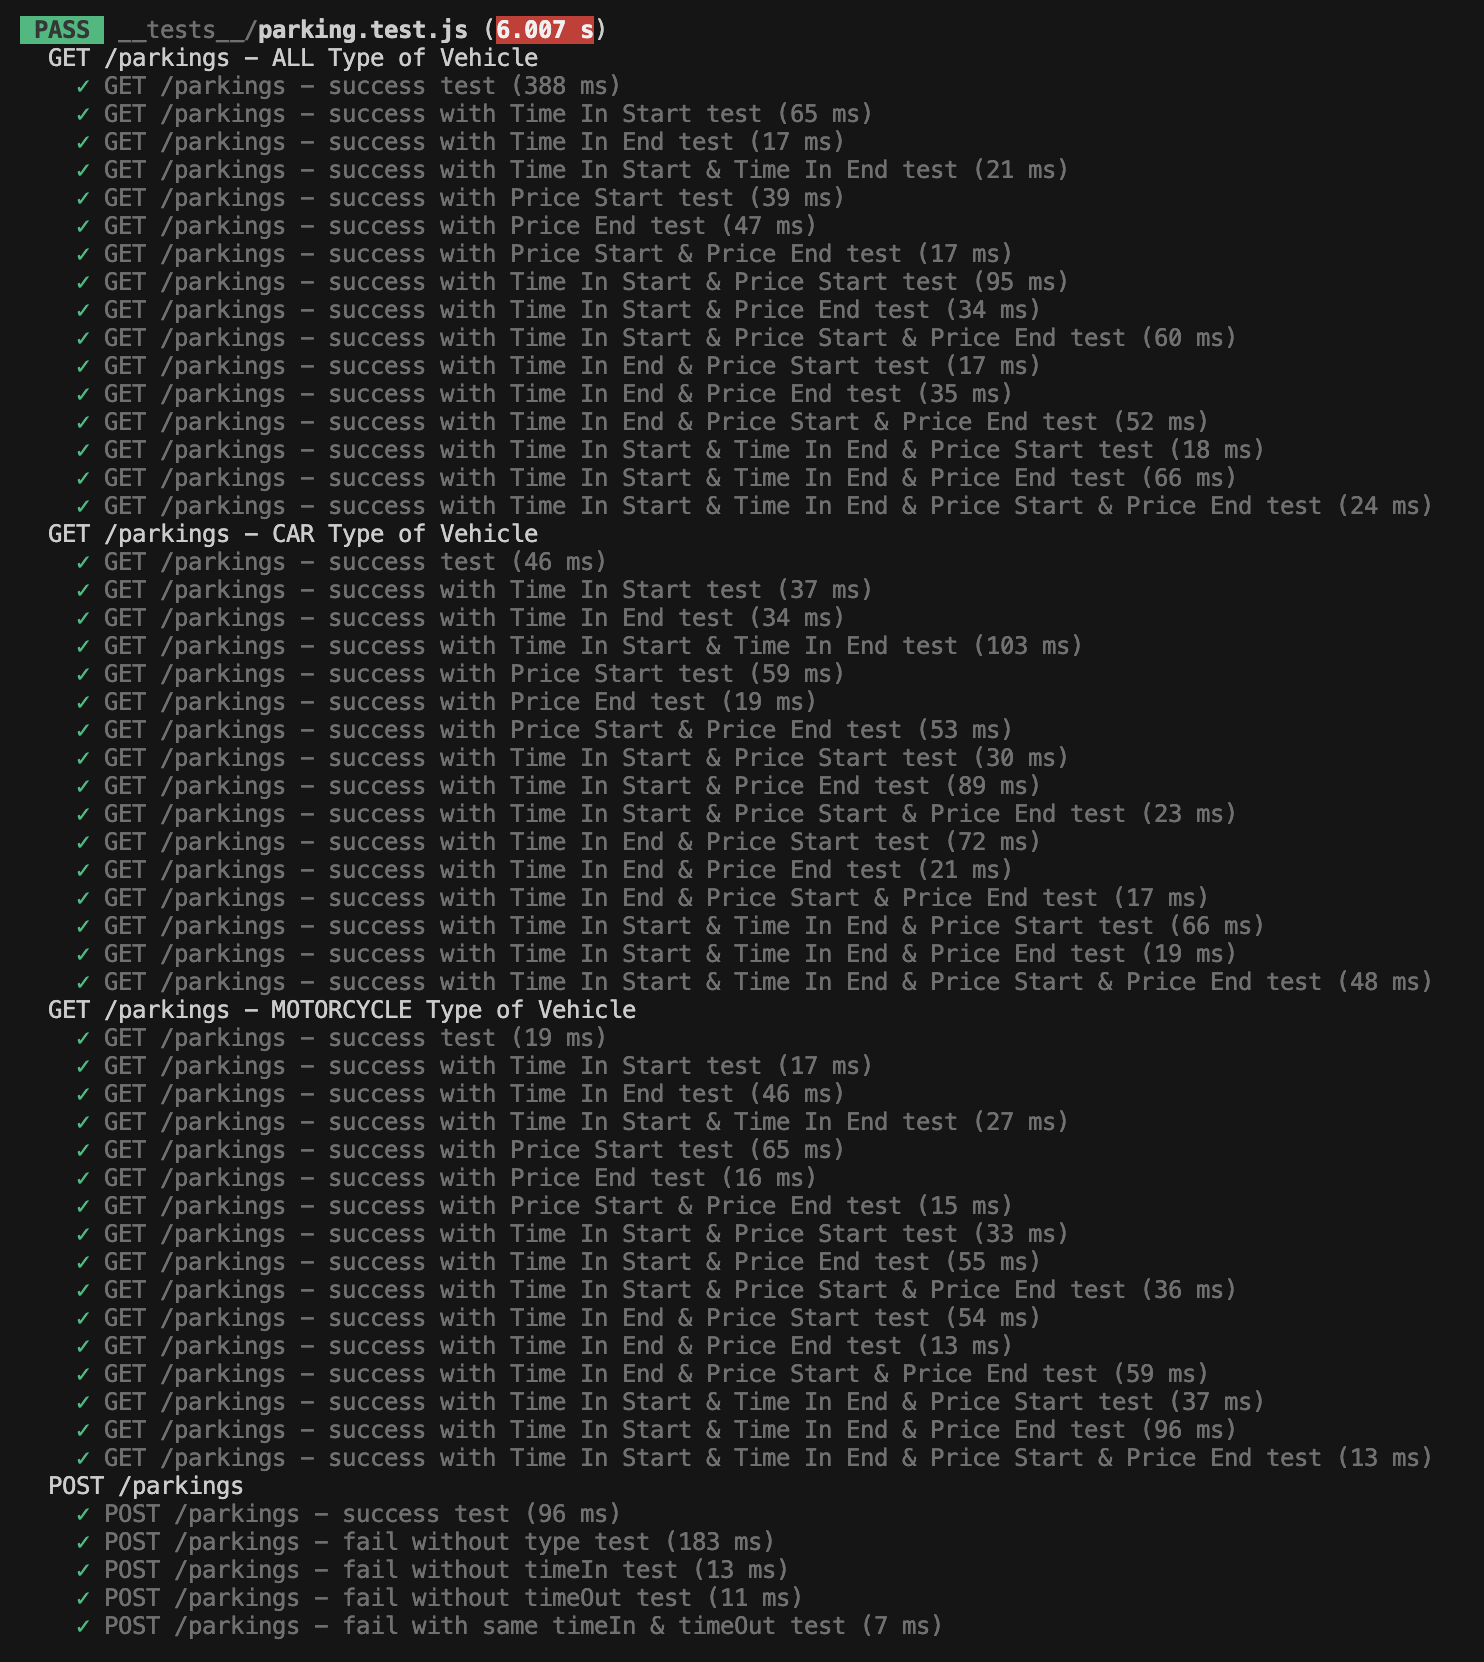 PASS __tests__/parking.test.js (6.007 s)
GET /parkings – ALL Type of Vehicle
✓ GET /parkings – success test (388 ms)
✓ GET /parkings – success with Time In Start test (65 ms)
✓ GET /parkings – success with Time In End test (17 ms)
✓ GET /parkings – success with Time In Start & Time In End test (21 ms)
✓ GET /parkings – success with Price Start test (39 ms)
✓ GET /parkings – success with Price End test (47 ms)
✓ GET /parkings – success with Price Start & Price End test (17 ms)
✓ GET /parkings – success with Time In Start & Price Start test (95 ms)
✓ GET /parkings – success with Time In Start & Price End test (34 ms)
✓ GET /parkings – success with Time In Start & Price Start & Price End test (60 ms)
✓ GET /parkings – success with Time In End & Price Start test (17 ms)
✓ GET /parkings – success with Time In End & Price End test (35 ms)
✓ GET /parkings – success with Time In End & Price Start & Price End test (52 ms)
✓ GET /parkings – success with Time In Start & Time In End & Price Start test (18 ms)
✓ GET /parkings – success with Time In Start & Time In End & Price End test (66 ms)
✓ GET /parkings – success with Time In Start & Time In End & Price Start & Price End test (24 ms)
GET /parkings – CAR Type of Vehicle
✓ GET /parkings – success test (46 ms)
✓ GET /parkings – success with Time In Start test (37 ms)
✓ GET /parkings – success with Time In End test (34 ms)
✓ GET /parkings – success with Time In Start & Time In End test (103 ms)
✓ GET /parkings – success with Price Start test (59 ms)
✓ GET /parkings – success with Price End test (19 ms)
✓ GET /parkings – success with Price Start & Price End test (53 ms)
✓ GET /parkings – success with Time In Start & Price Start test (30 ms)
✓ GET /parkings – success with Time In Start & Price End test (89 ms)
✓ GET /parkings – success with Time In Start & Price Start & Price End test (23 ms)
✓ GET /parkings – success with Time In End & Price Start test (72 ms)
✓ GET /parkings – success with Time In End & Price End test (21 ms)
✓ GET /parkings – success with Time In End & Price Start & Price End test (17 ms)
✓ GET /parkings – success with Time In Start & Time In End & Price Start test (66 ms)
✓ GET /parkings – success with Time In Start & Time In End & Price End test (19 ms)
✓ GET /parkings – success with Time In Start & Time In End & Price Start & Price End test (48 ms)
GET /parkings – MOTORCYCLE Type of Vehicle
✓ GET /parkings – success test (19 ms)
✓ GET /parkings – success with Time In Start test (17 ms)
✓ GET /parkings – success with Time In End test (46 ms)
✓ GET /parkings – success with Time In Start & Time In End test (27 ms)
✓ GET /parkings – success with Price Start test (65 ms)
✓ GET /parkings – success with Price End test (16 ms)
✓ GET /parkings – success with Price Start & Price End test (15 ms)
✓ GET /parkings – success with Time In Start & Price Start test (33 ms)
✓ GET /parkings – success with Time In Start & Price End test (55 ms)
✓ GET /parkings – success with Time In Start & Price Start & Price End test (36 ms)
✓ GET /parkings – success with Time In End & Price Start test (54 ms)
✓ GET /parkings – success with Time In End & Price End test (13 ms)
✓ GET /parkings – success with Time In End & Price Start & Price End test (59 ms)
✓ GET /parkings – success with Time In Start & Time In End & Price Start test (37 ms)
✓ GET /parkings – success with Time In Start & Time In End & Price End test (96 ms)
✓ GET /parkings – success with Time In Start & Time In End & Price Start & Price End test (13 ms)
POST /parkings
✓ POST /parkings – success test (96 ms)
✓ POST /parkings – fail without type test (183 ms)
✓ POST /parkings – fail without timeIn test (13 ms)
✓ POST /parkings – fail without timeOut test (11 ms)
✓ POST /parkings – fail with same timeIn & timeOut test (7 ms)